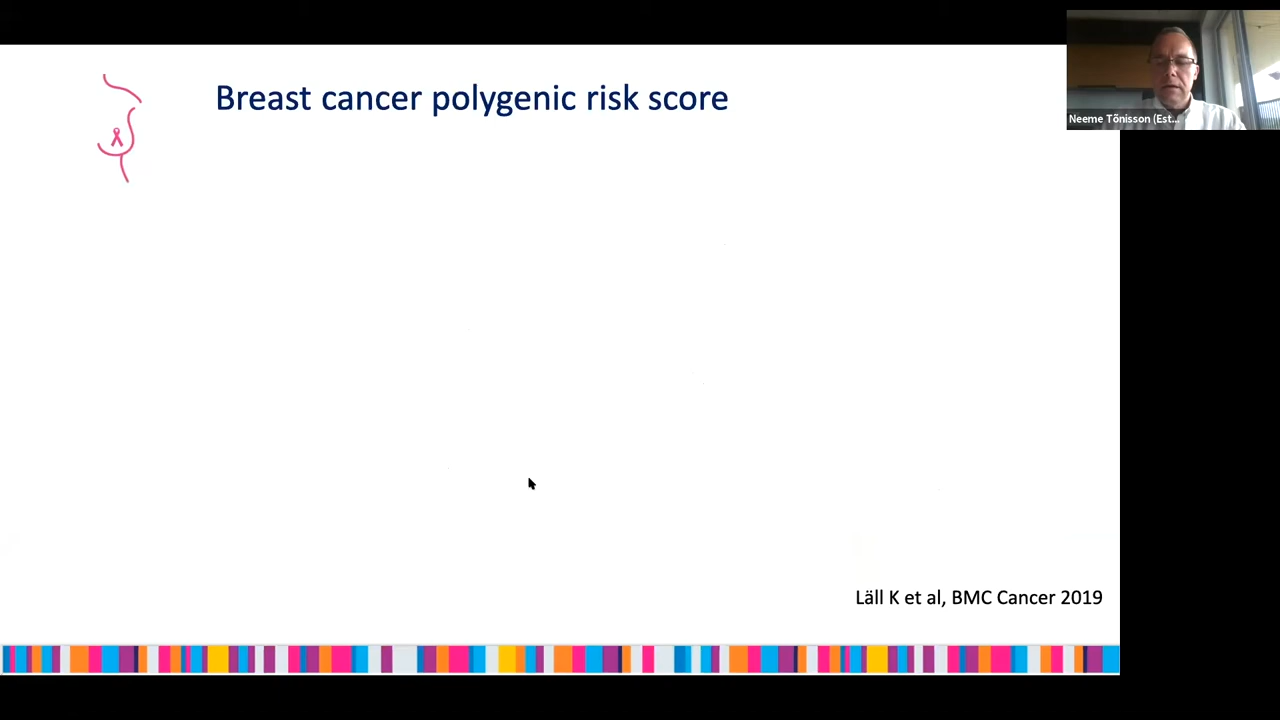 Breast cancer polygenic risk score
Neeme Tõnisson (Est...
Läll K et al, BMC Cancer 2019